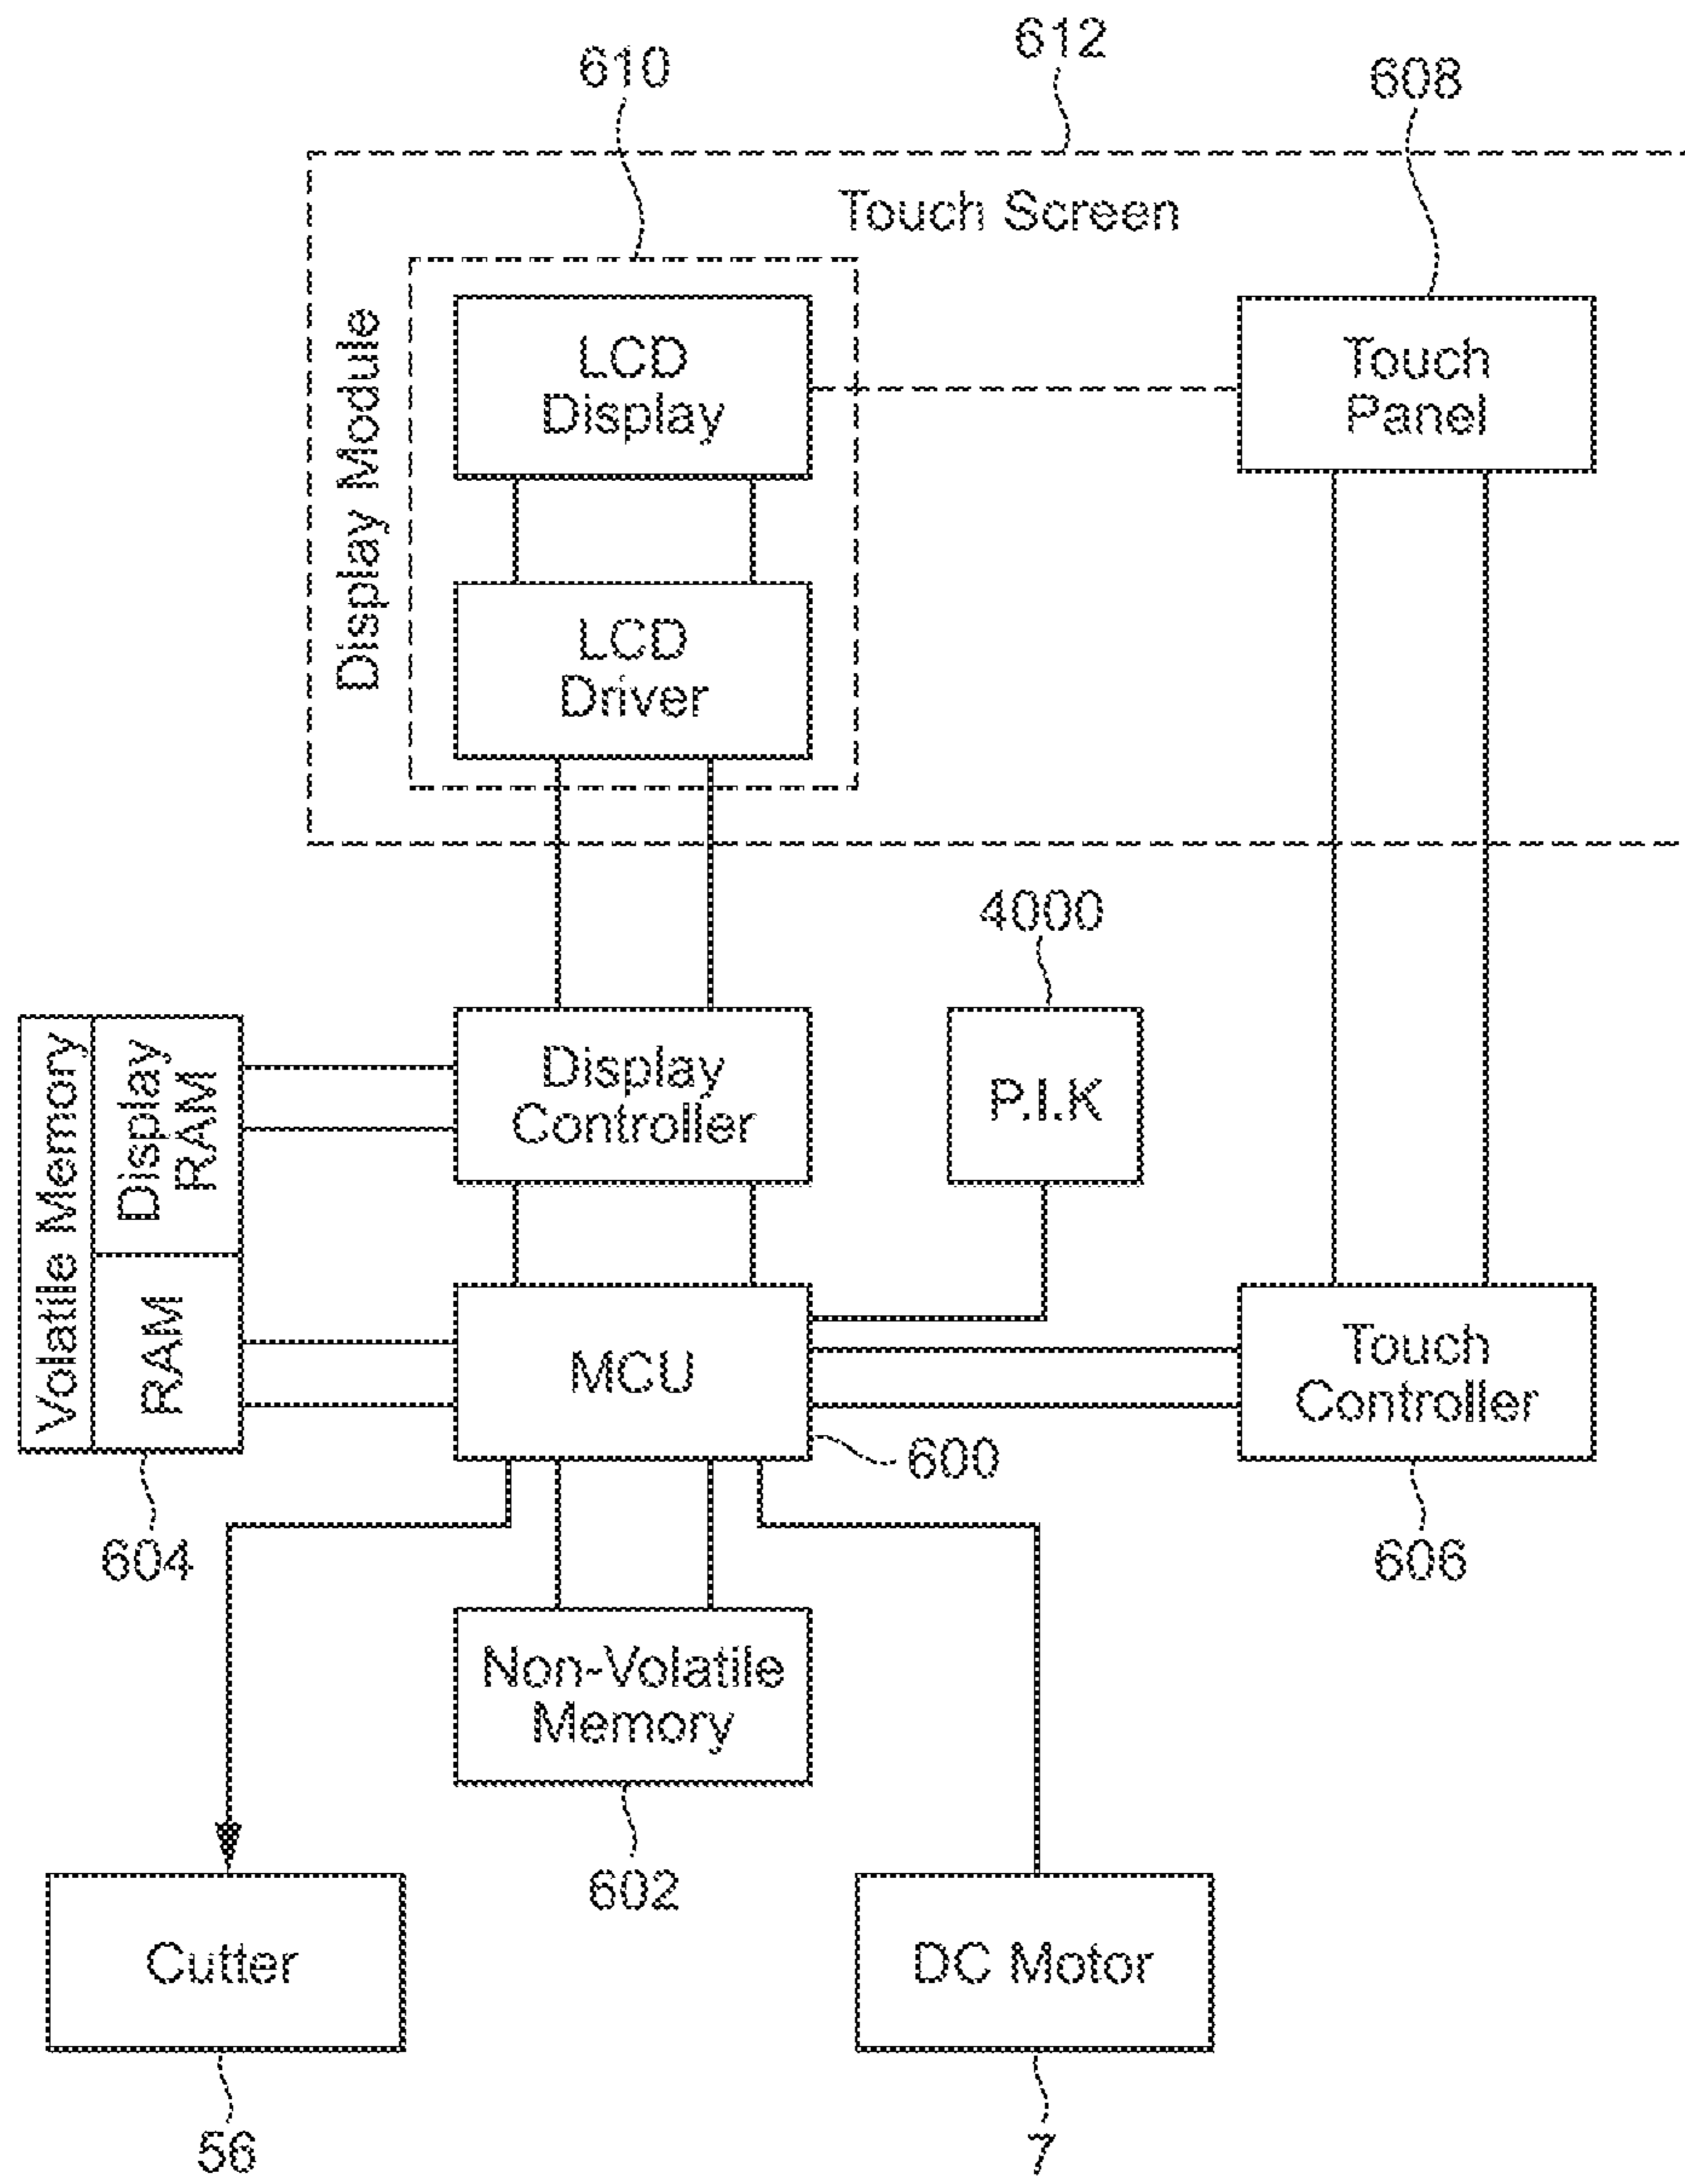 612
610
608
Touch Screen
Display Module
LCD
Display
Touch
Panel
LCD
Driver
4000
Volatile Memory
Display
RAM
Display
Controller
P.I.K
RAM
MCU
Touch
Controller
600
604
606
Non-Volatile
Memory
602
Cutter
DC Motor
56
7